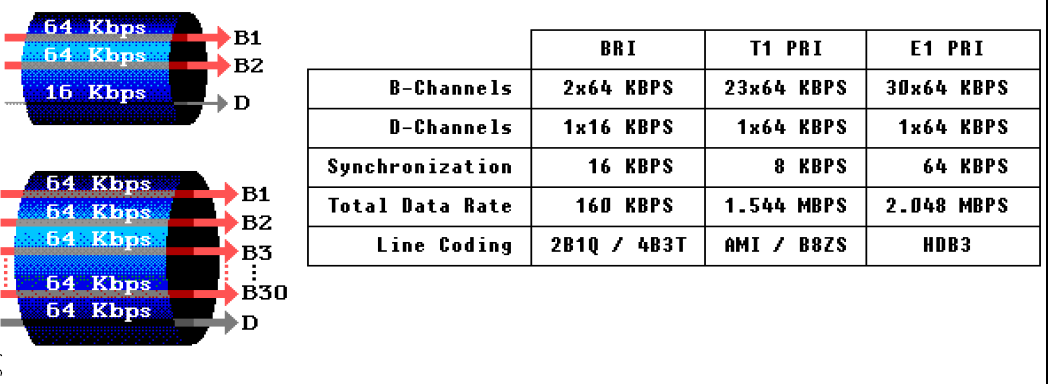 64 Kbps B1
64 Kbps B2
16 Kbps D
64 Kbps B1
64 Kbps B2
64 Kbps B3
64 Kbps B30
64 Kbps D
BRI T1 PRI E1 PRI
B-Channels 2x64 KBPS 23x64 KBPS 30x64 KBPS
D-Channels 1x16 KBPS 1x64 KBPS 1x64 KBPS
Synchronization 16 KBPS 8 KBPS 64 KBPS
Total Data Rate 160 KBPS 1.544 MBPS 2.048 MBPS
Line Coding 2B1Q / 4B3T AMI / B8ZS HDB3